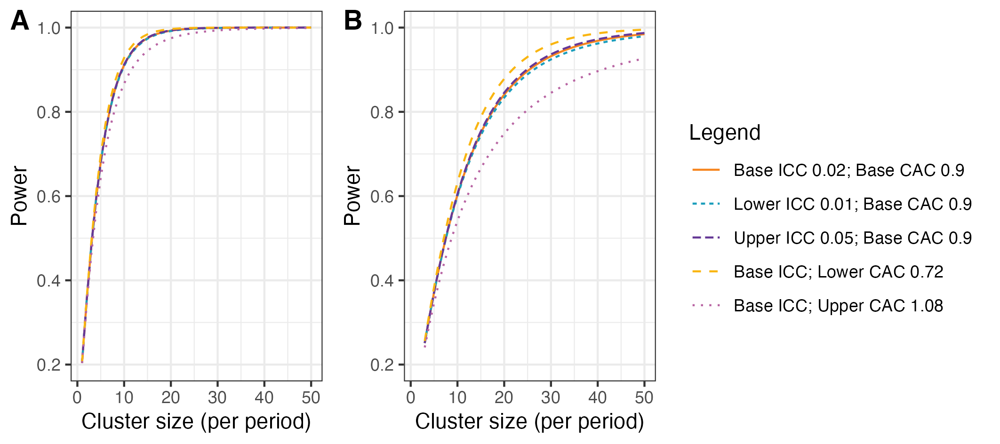 A
1.0
0.8
0.6
0.4
0.2
Power
0 10 20 30 40 50
Cluster size (per period)
B
1.0
0.8
0.6
0.4
0.2
Power
0 10 20 30 40 50
Cluster size (per period)
Legend
Base ICC 0.02; Base CAC 0.9
Lower ICC 0.01; Base CAC 0.9
Upper ICC 0.05; Base CAC 0.9
Base ICC; Lower CAC 0.72
Base ICC; Upper CAC 1.08